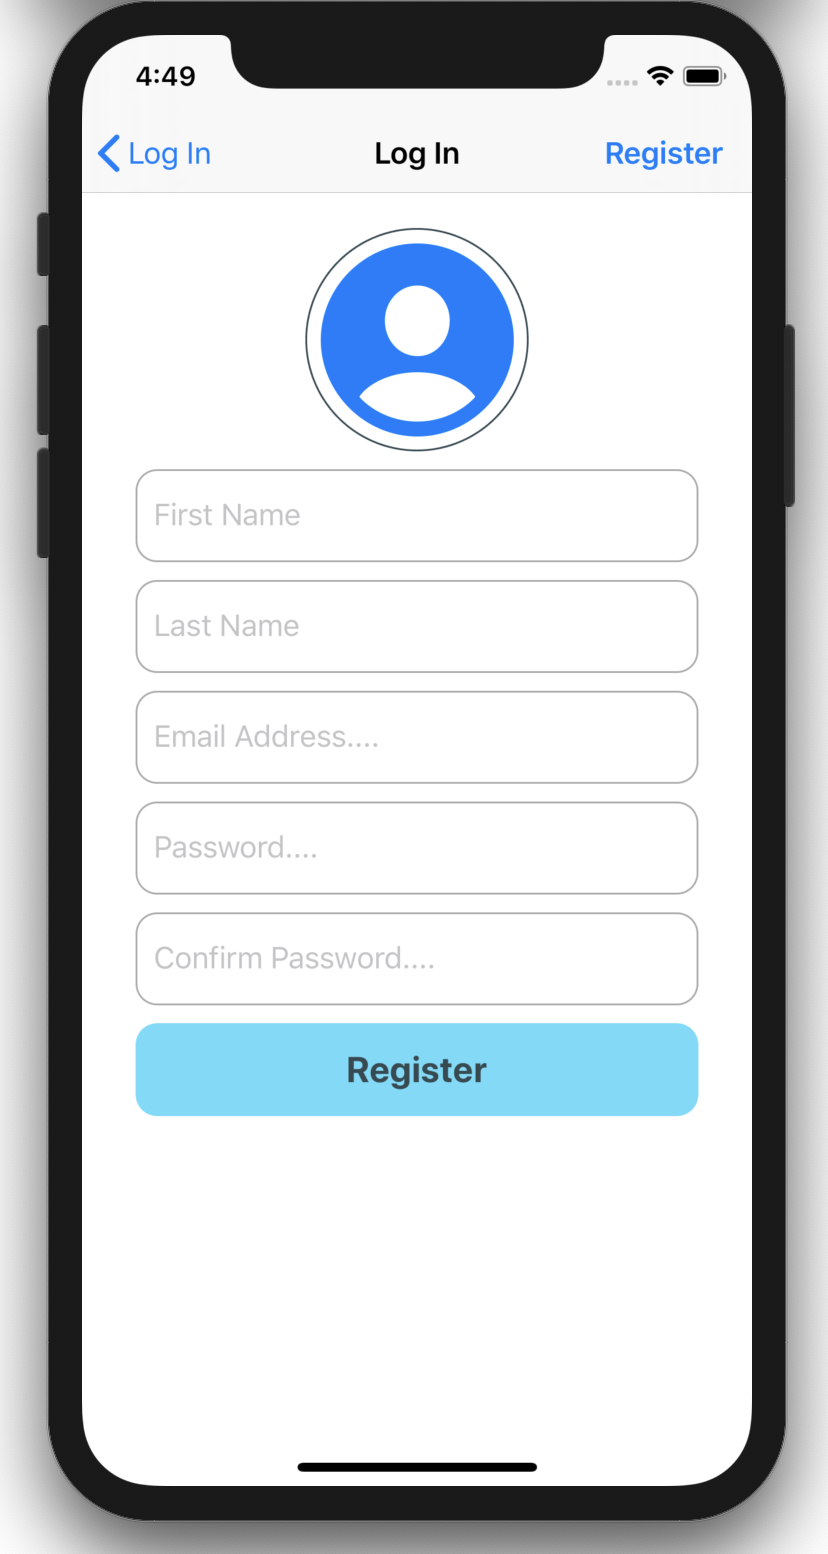 4:49
Log In Log In Register
First Name
Last Name
Email Address....
Password....
Confirm Password....
Register